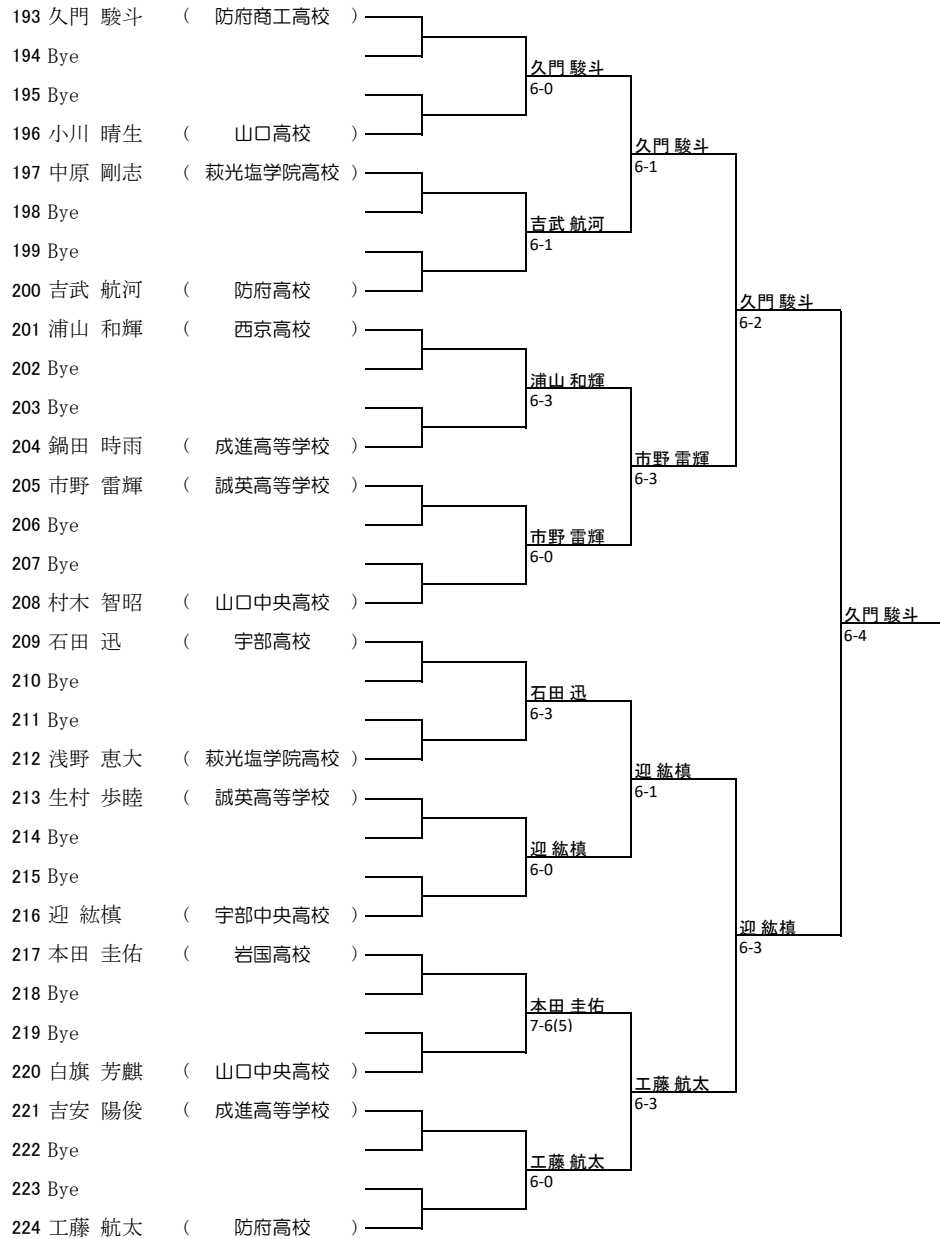 193 久門 駿斗 ( 防府商工高校 )
194 Bye
久門 駿斗
6-0
195 Bye
196 小川 晴生 ( 山口高校 )
久門 駿斗
6-1
197 中原 剛志 ( 萩光塩学院高校 )
198 Bye
吉武 航河
6-1
199 Bye
200 吉武 航河 ( 防府高校 )
久門 駿斗
6-2
201 浦山 和輝 ( 西京高校 )
202 Bye
浦山 和輝
6-3
203 Bye
204 鍋田 時雨 ( 成進高等学校 )
市野 雷輝
6-3
205 市野 雷輝 ( 誠英高等学校 )
206 Bye
市野 雷輝
6-0
207 Bye
208 村木 智昭 ( 山口中央高校 )
久門 駿斗
6-4
209 石田 迅 ( 宇部高校 )
210 Bye
石田 迅
6-3
211 Bye
212 浅野 恵大 ( 萩光塩学院高校 )
迎 紘槙
6-1
213 生村 歩睦 ( 誠英高等学校 )
214 Bye
迎 紘槙
6-0
215 Bye
216 迎 紘槙 ( 宇部中央高校 )
迎 紘槙
6-3
217 本田 圭佑 ( 岩国高校 )
218 Bye
本田 圭佑
7-6(5)
219 Bye
220 白旗 芳麒 ( 山口中央高校 )
工藤 航太
6-3
221 吉安 陽俊 ( 成進高等学校 )
222 Bye
工藤 航太
6-0
223 Bye
224 工藤 航太 ( 防府高校 )